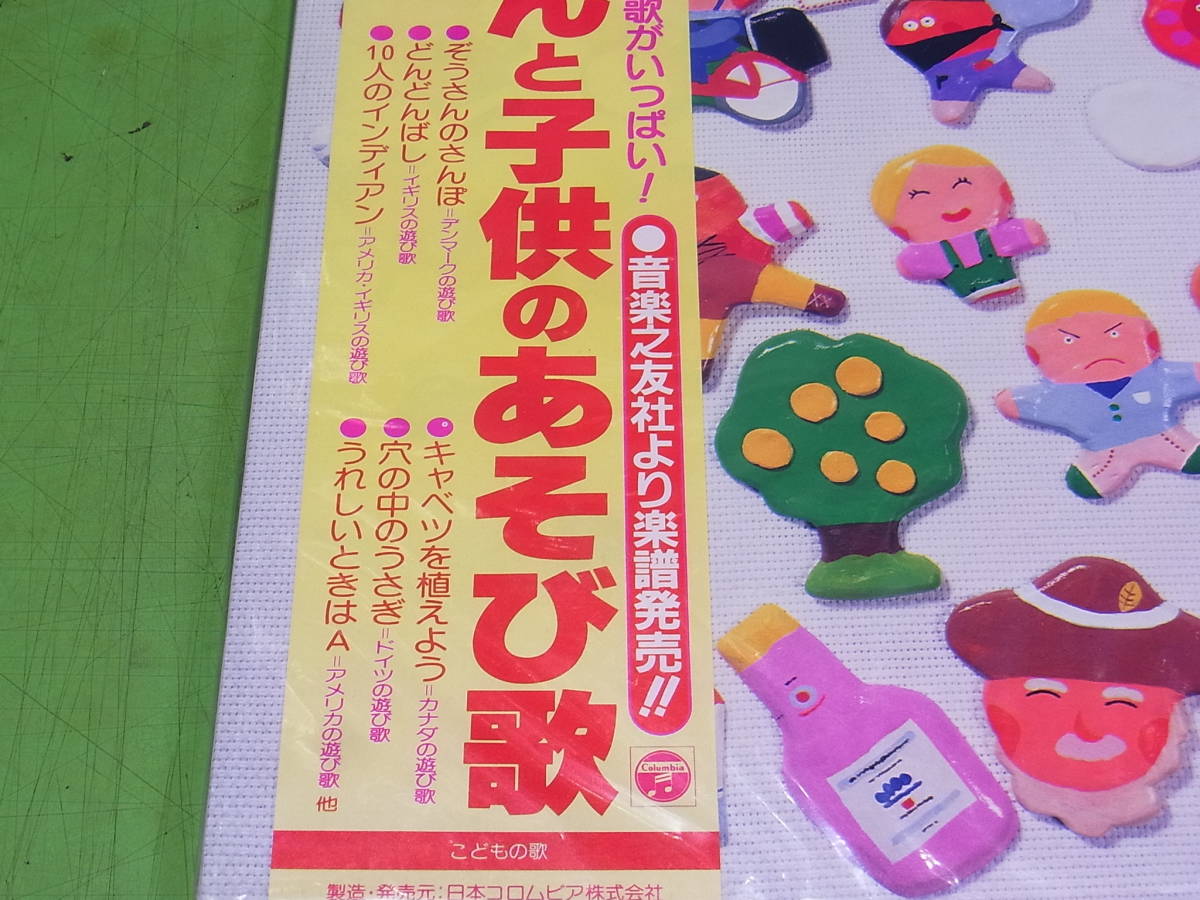 歌がいっぱい!
●音楽之友社より楽譜発売!!
んと子供のあそび歌
●ぞうさんのさんぽ=デンマークの遊び歌
●どんどんばし=イギリスの遊び歌
●10人のインディアン=アメリカ・イギリスの遊び歌
●キャベツを植えよう=カナダの遊び歌
●穴の中のうさぎ=ドイツの遊び歌
●うれしいときはA=アメリカの遊び歌 他
Columbia
こどもの歌
製造・発売元:日本コロムビア株式会社